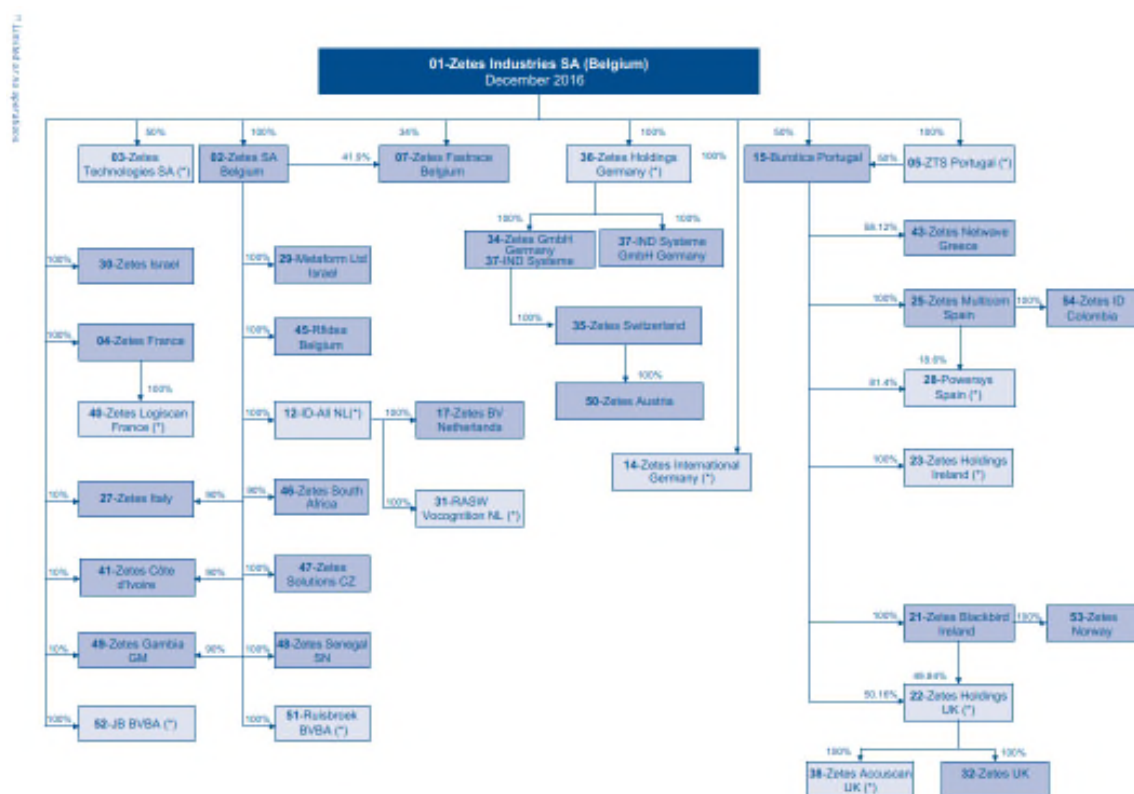 (*) Limited or no operations
01-Zetes Industries SA (Belgium)
December 2016
50%
100%
34%
100%
100%
50%
100%
03-Zetes
Technologies SA (*)
02-Zetes SA
Belgium
41.9%
07-Zetes Fastrace
Belgium
36-Zetes Holdings
Germany (*)
15-Burotica Portugal
50%
05-ZTS Portugal (*)
100%
100%
34-Zetes GmbH
Germany
37-IND Systeme
37-IND Systeme
GmbH Germany
43-Zetes Netwave
Greece
100%
30-Zetes Israel
100%
29-Metaform Ltd
Israel
100%
25-Zetes Multicom
Spain
100%
54-Zetes ID
Colombia
100%
04-Zetes France
100%
45-Rfidea
Belgium
100%
35-Zetes Switzerland
100%
100%
18.6%
81.4%
28-Powersys
Spain (*)
40-Zetes Logiscan
France (*)
100%
12-ID-All NL(*)
100%
17-Zetes BV
Netherlands
50-Zetes Austria
14-Zetes International
Germany (*)
100%
23-Zetes Holdings
Ireland (*)
10%
27-Zetes Italy
90%
46-Zetes South
Africa
100%
31-RASW
Vocognition NL (*)
10%
41-Zetes Côte
d'Ivoire
90%
100%
47-Zetes
Solutions CZ
100%
21-Zetes Blackbird
Ireland
100%
53-Zetes
Norway
10%
49-Zetes Gambia
GM
90%
100%
48-Zetes Senegal
SN
49.84%
50.16%
22-Zetes Holdings
UK (*)
100%
52-JB BVBA (*)
100%
51-Ruisbroek
BVBA (*)
100%
100%
38-Zetes Accuscan
UK (*)
32-Zetes UK